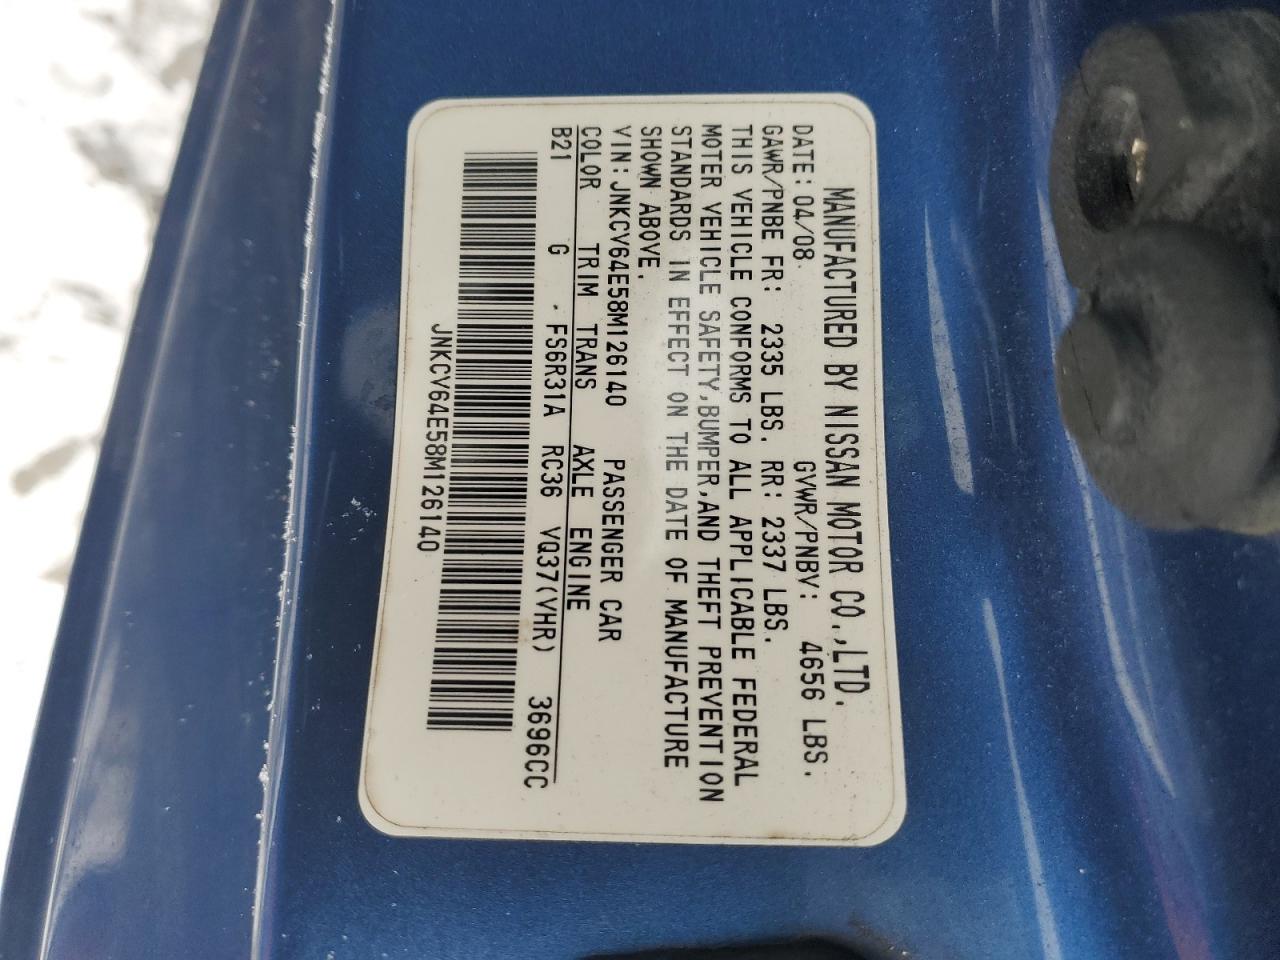 MANUFACTURED BY NISSAN MOTOR CO.,LTD.
DATE: 04/08. GVWR/PNBV: 4656 LBS.
GAWR/PNBE FR: 2335 LBS. RR: 2337 LBS.
THIS VEHICLE CONFORMS TO ALL APPLICABLE FEDERAL
MOTER VEHICLE SAFETY,BUMPER,AND THEFT PREVENTION
STANDARDS IN EFFECT ON THE DATE OF MANUFACTURE
SHOWN ABOVE.
VIN:JNKCV64E58M126140 PASSENGER CAR
COLOR TRIM TRANS AXLE ENGINE
B21 G . FS6R31A RC36 VQ37(VHR) 3696CC
JNKCV64E58M126140